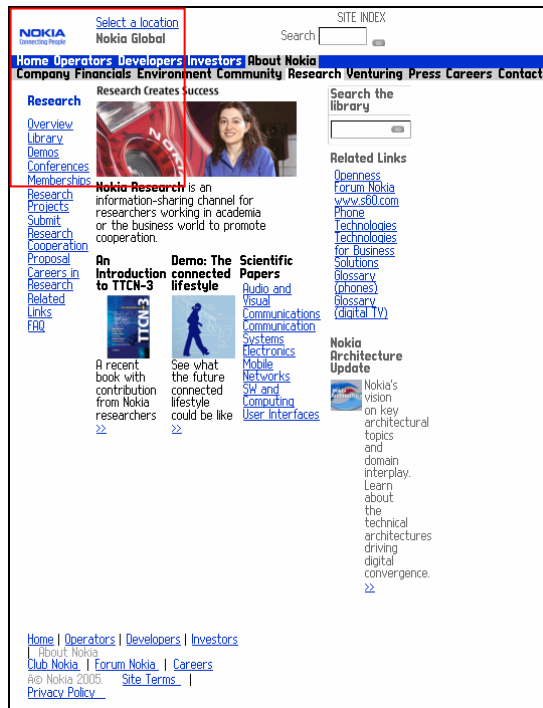 NOKIA
Connecting People
Select a location
Nokia Global
SITE INDEX
Search
Home Operators Developers Investors About Nokia
Company Financials Environment Community Research Venturing Press Careers Contact
Research
Overview
Library
Demos
Conferences
Memberships
Research
Projects
Submit
Research
Cooperation
Proposal
Careers in
Research
Related
Links
FAQ
Research Creates Success
NOKIA
Nokia Research is an
information-sharing channel for
researchers working in academia
or the business world to promote
cooperation.
An
Introduction
to TTCN-3
TTCN-3
A recent
book with
contribution
from Nokia
researchers
>>
Demo: The
connected
lifestyle
See what
the future
connected
lifestyle
could be like
>>
Scientific
Papers
Audio and
Visual
Communications
Communication
Systems
Electronics
Mobile
Networks
SW and
Computing
User Interfaces
Search the
library
Related Links
Openness
Forum Nokia
www.s60.com
Phone
Technologies
Technologies
for Business
Solutions
Glossary
(phones)
Glossary
(digital TV)
Nokia
Architecture
Update
Nokia's
vision
on key
architectural
topics
and
domain
interplay.
Learn
about
the
technical
architectures
driving
digital
convergence.
>>
Home | Operators | Developers | Investors
| About Nokia
Club Nokia | Forum Nokia | Careers
© Nokia 2005. Site Terms |
Privacy Policy